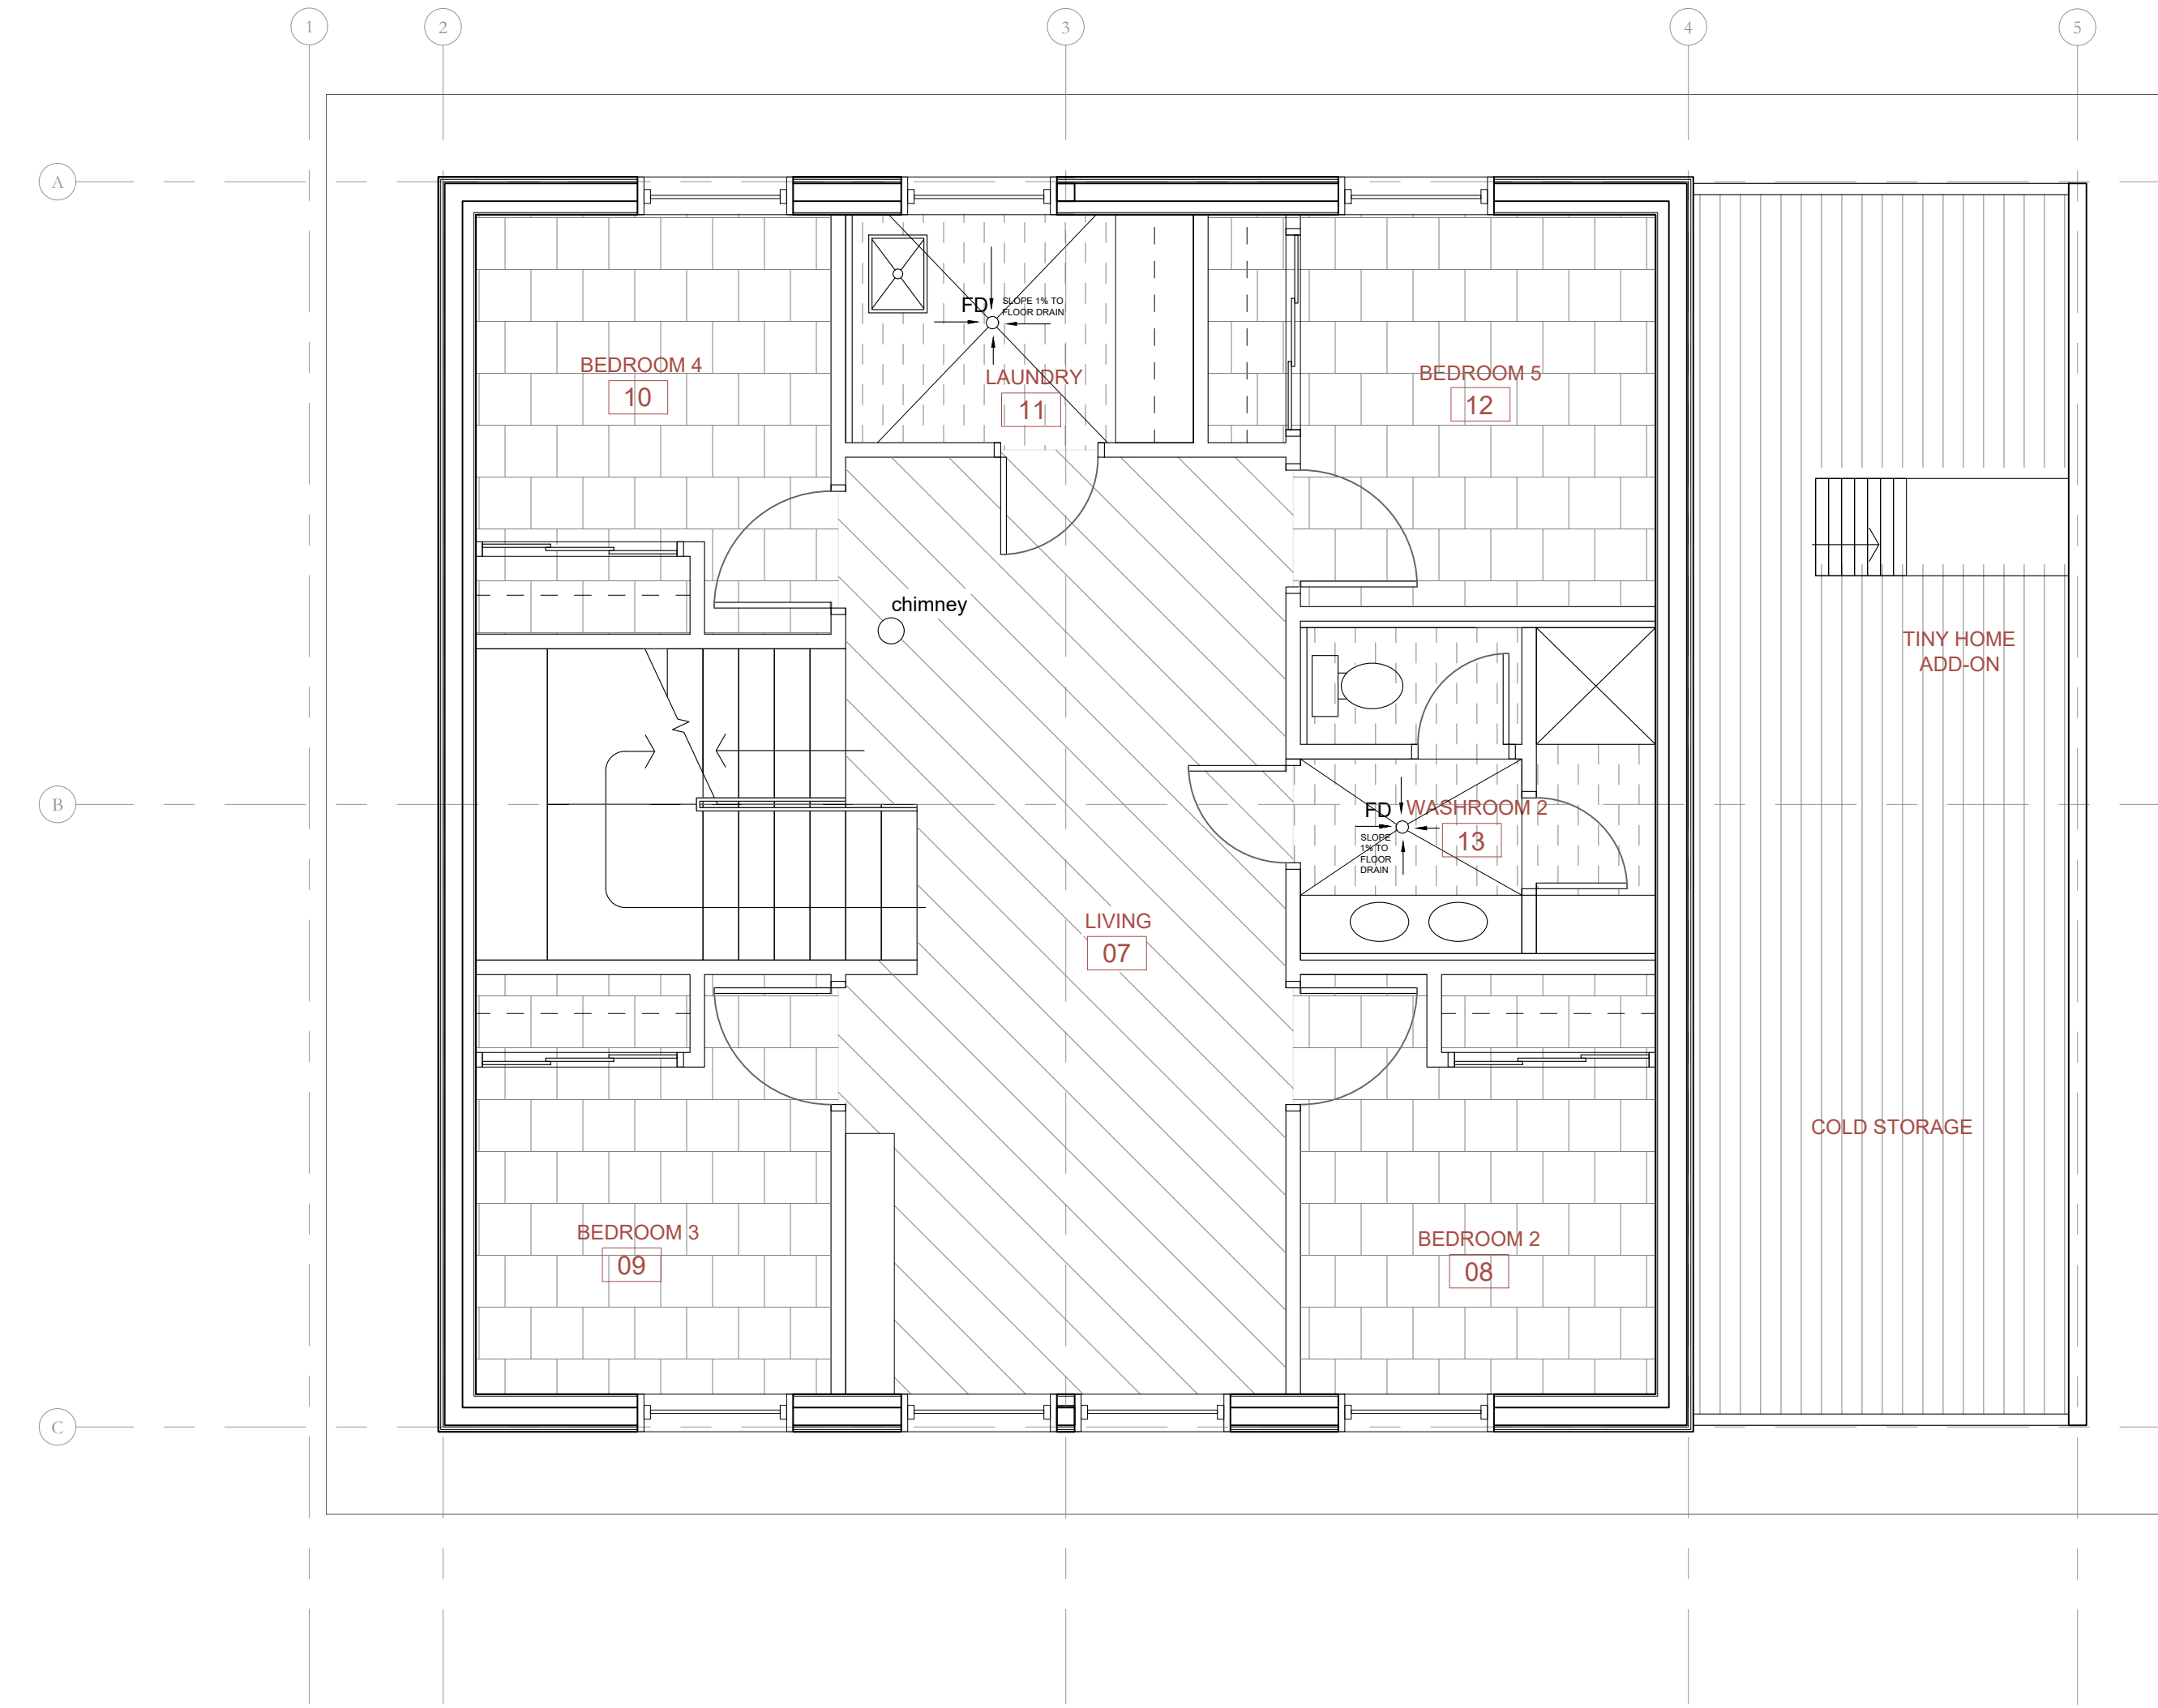 1
2
3
4
5
A
FD
SLOPE 1% TO
FLOOR DRAIN
BEDROOM 4
10
LAUNDRY
11
BEDROOM 5
12
chimney
TINY HOME
ADD-ON
B
FD
WASHROOM 2
13
SLOPE
1% TO
FLOOR
DRAIN
LIVING
07
COLD STORAGE
BEDROOM 3
09
BEDROOM 2
08
C